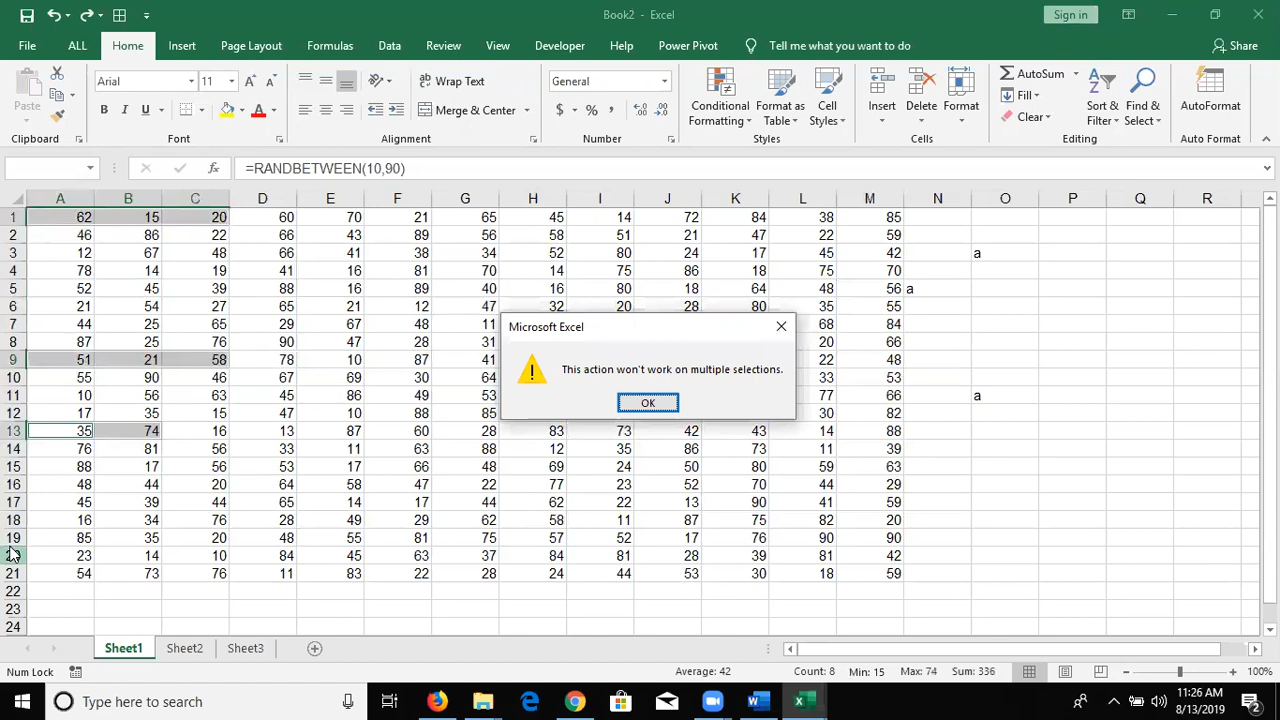 Book2 - Excel
Sign in
File ALL Home Insert Page Layout Formulas Data Review View Developer Help Power Pivot Tell me what you want to do Share
Paste
Arial 11
Wrap Text
General
Merge & Center
Conditional Formatting
Format as Table
Cell Styles
Insert
Delete
Format
AutoSum
Fill
Clear
Sort & Filter
Find & Select
AutoFormat
Clipboard Font Alignment Number Styles Cells Editing Auto Format
fx =RANDBETWEEN(10,90)
A B C D E F G H I J K L M N O P Q R
1 62 15 20 60 70 21 65 45 14 72 84 38 85
2 46 86 22 66 43 89 56 58 51 21 47 22 59
3 12 67 48 66 41 38 34 52 80 24 17 45 42 a
4 78 14 19 41 16 81 70 14 75 86 18 75 70
5 52 45 39 88 16 89 40 16 80 18 64 48 56 a
6 21 54 27 65 21 12 47 32 20 28 80 35 55
7 44 25 65 29 67 48 11 68 84
8 87 25 76 90 47 28 31 20 66
9 51 21 58 78 10 87 41 22 48
10 55 90 46 67 69 30 64 33 53
11 10 56 63 45 86 49 53 77 66 a
12 17 35 15 47 10 88 85 30 82
13 35 74 16 13 87 60 28 83 73 42 43 14 88
14 76 81 56 33 11 63 88 12 35 86 73 11 39
15 88 17 56 53 17 66 48 69 24 50 80 59 63
16 48 44 20 64 58 47 22 77 23 52 70 44 29
17 45 39 44 65 14 17 44 62 22 13 90 41 59
18 16 34 76 28 49 29 62 58 11 87 75 82 20
19 85 35 20 48 55 81 75 57 52 17 76 90 90
20 23 14 10 84 45 63 37 84 81 28 39 81 42
21 54 73 76 11 83 22 28 24 44 53 30 18 59
22
23
24
Microsoft Excel
This action won't work on multiple selections.
OK
Sheet1 Sheet2 Sheet3
Num Lock Average: 42 Count: 8 Min: 15 Max: 74 Sum: 336 100%
Type here to search
11:26 AM
8/13/2019
2